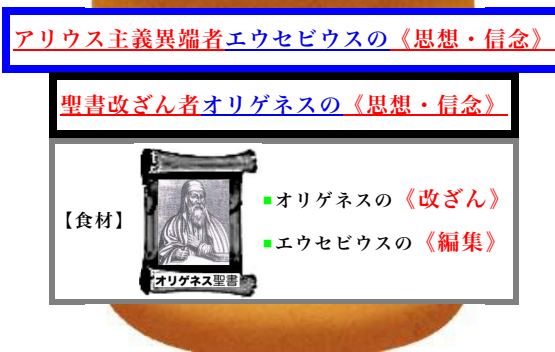 アリウス主義異端者エウセビウスの《思想・信念》
聖書改ざん者オリゲネスの《思想・信念》
【食材】
オリゲネス聖書
▪オリゲネスの《改ざん》
▪エウセビウスの《編集》